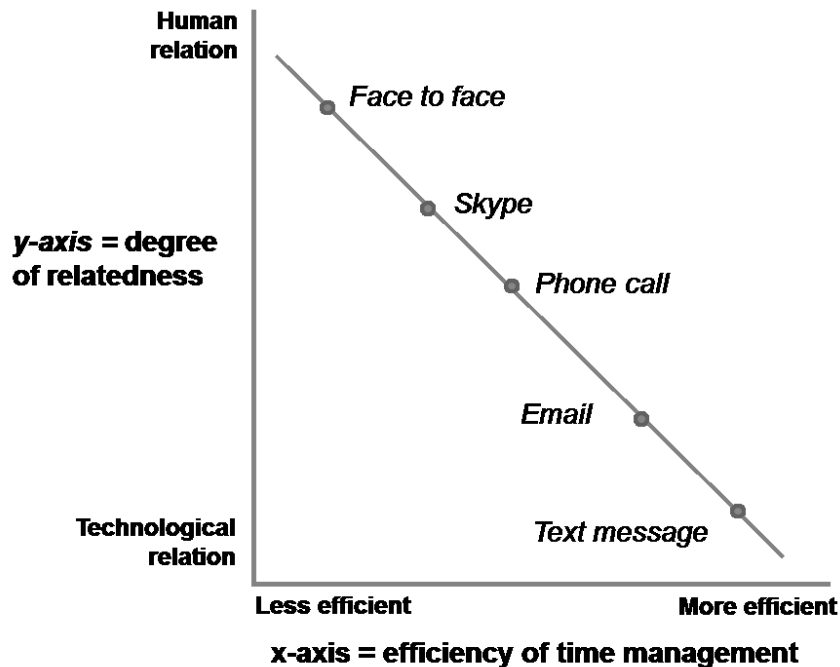 Human
relation
Face to face
Skype
y-axis = degree
of relatedness
Phone call
Email
Technological
relation
Text message
Less efficient
More efficient
x-axis = efficiency of time management